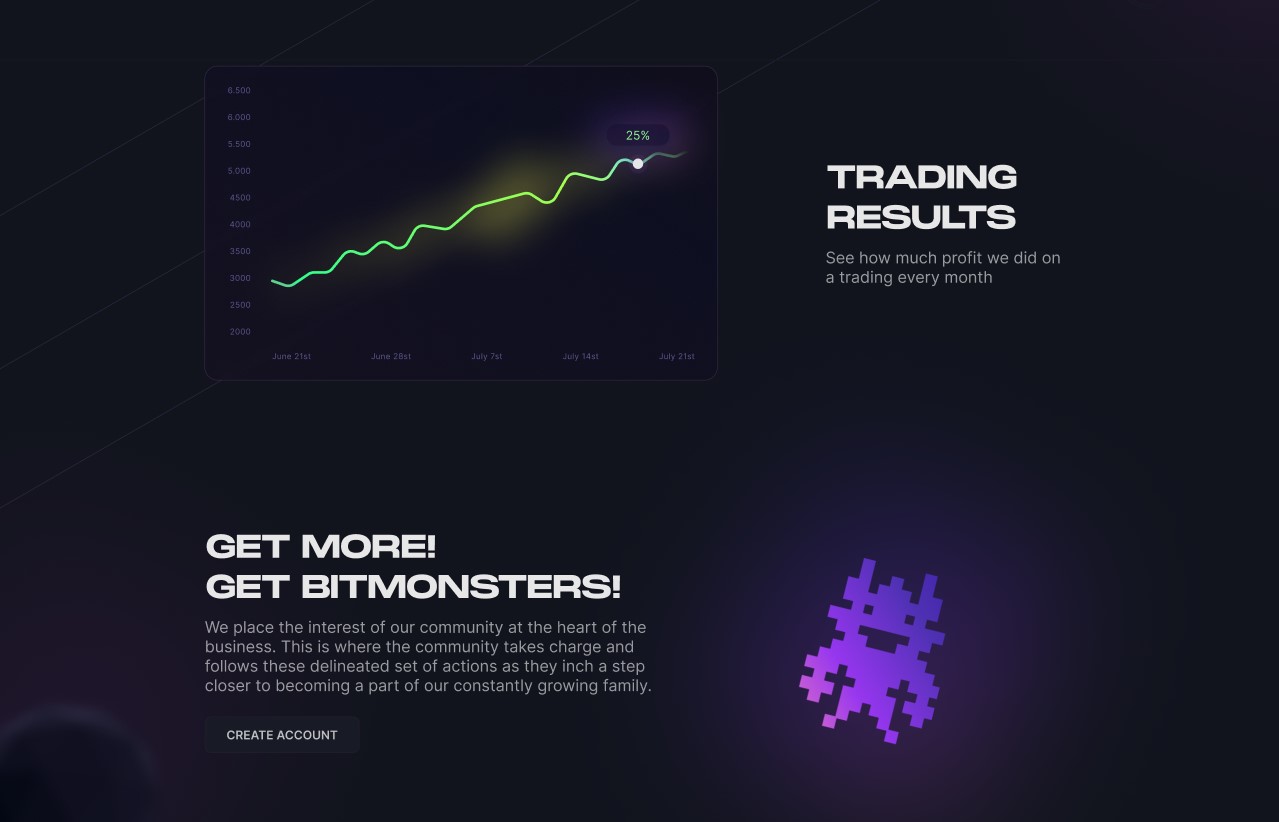 6.500
6.000
5.500
5.000
4500
4000
3500
3000
2.500
2000
25%
June 21st June 28st July 7st July 14st July 21st
TRADING
RESULTS
See how much profit we did on
a trading every month
GET MORE!
GET BITMONSTERS!
We place the interest of our community at the heart of the
business. This is where the community takes charge and
follows these delineated set of actions as they inch a step
closer to becoming a part of our constantly growing family.
CREATE ACCOUNT